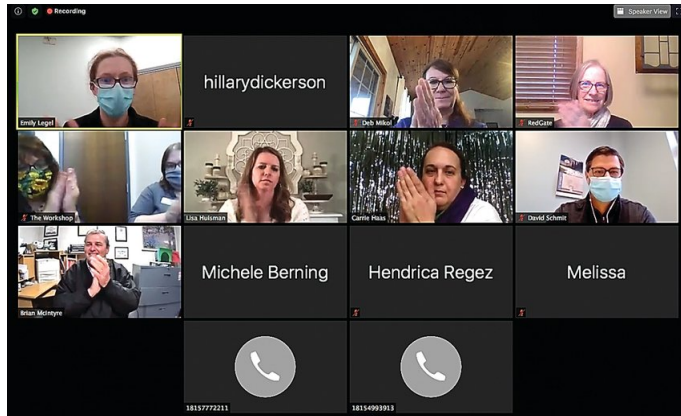 Recording
Speaker View
Emily Legel
hillarydickerson
Deb Mikol
RedGate
The Workshop
Lisa Huisman
Carrie Haas
David Schmit
Brian McIntyre
Michele Berning
Hendrica Regez
Melissa
18157772211
18154993913